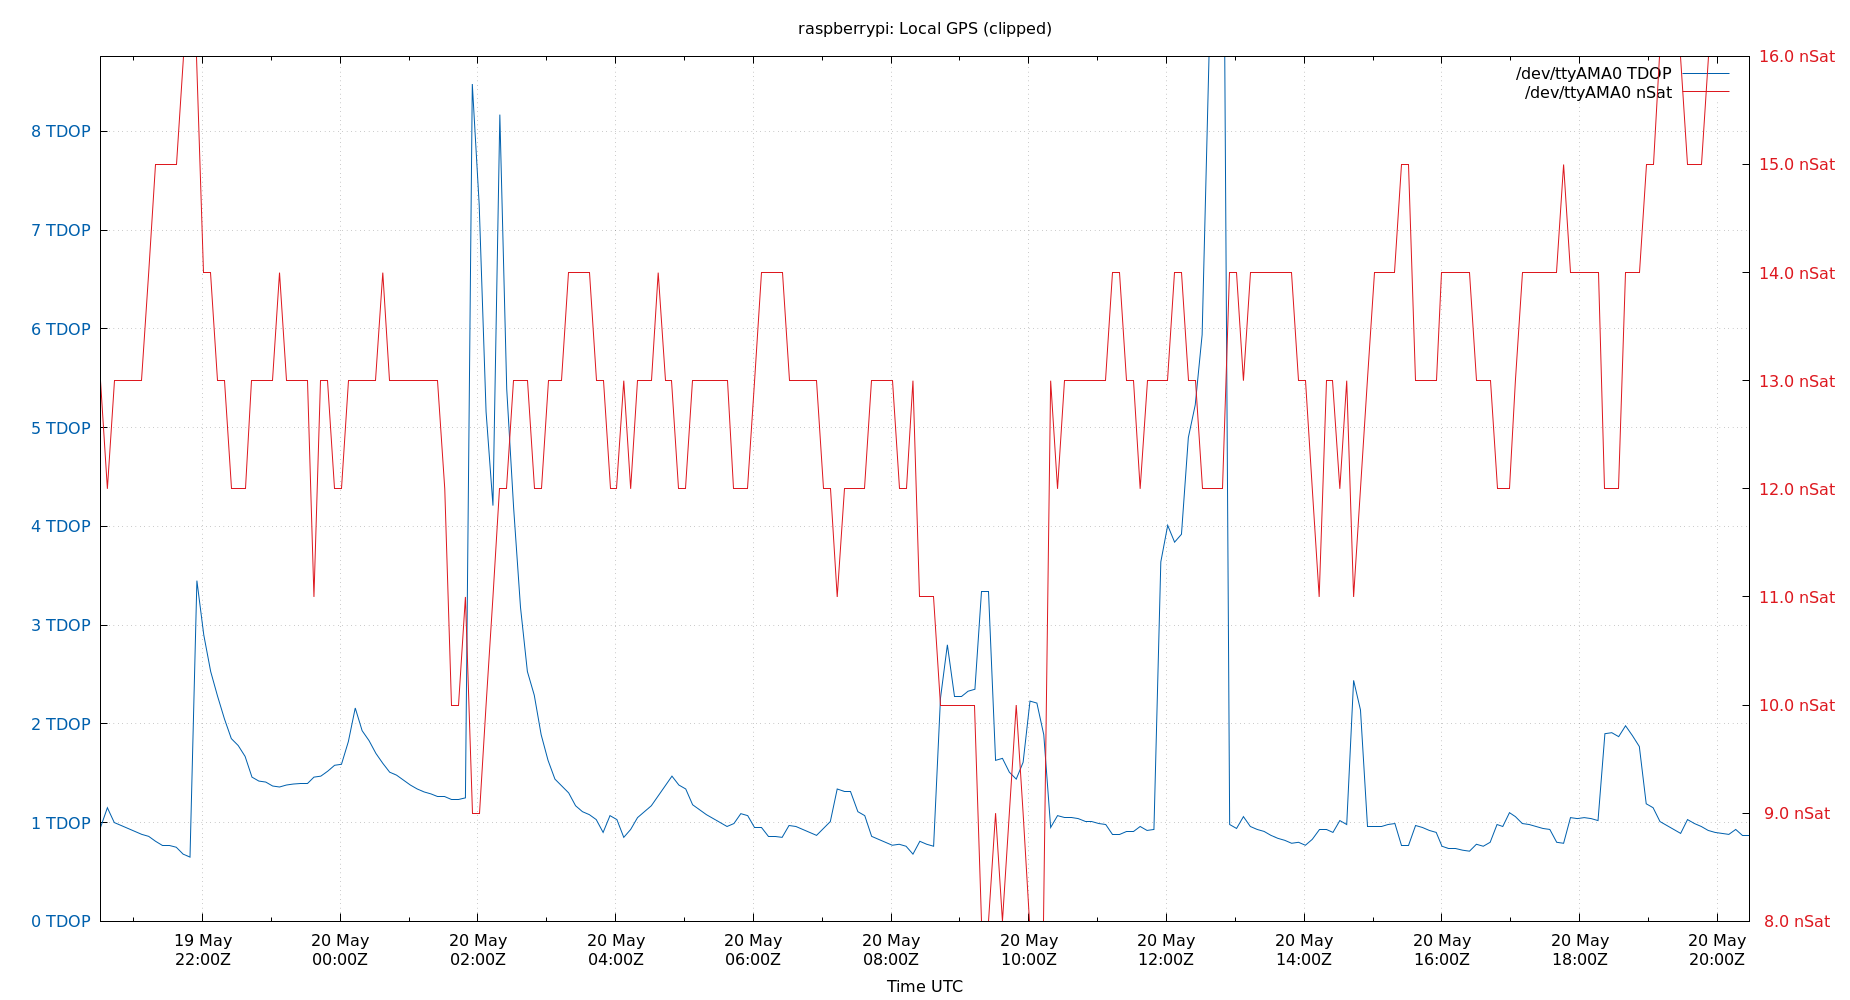 raspberrypi: Local GPS (clipped)
/dev/ttyAMA0 TDOP
/dev/ttyAMA0 nSat
8 TDOP
7 TDOP
6 TDOP
5 TDOP
4 TDOP
3 TDOP
2 TDOP
1 TDOP
0 TDOP
16.0 nSat
15.0 nSat
14.0 nSat
13.0 nSat
12.0 nSat
11.0 nSat
10.0 nSat
9.0 nSat
8.0 nSat
19 May
22:00Z
20 May
00:00Z
20 May
02:00Z
20 May
04:00Z
20 May
06:00Z
20 May
08:00Z
20 May
10:00Z
20 May
12:00Z
20 May
14:00Z
20 May
16:00Z
20 May
18:00Z
20 May
20:00Z
Time UTC